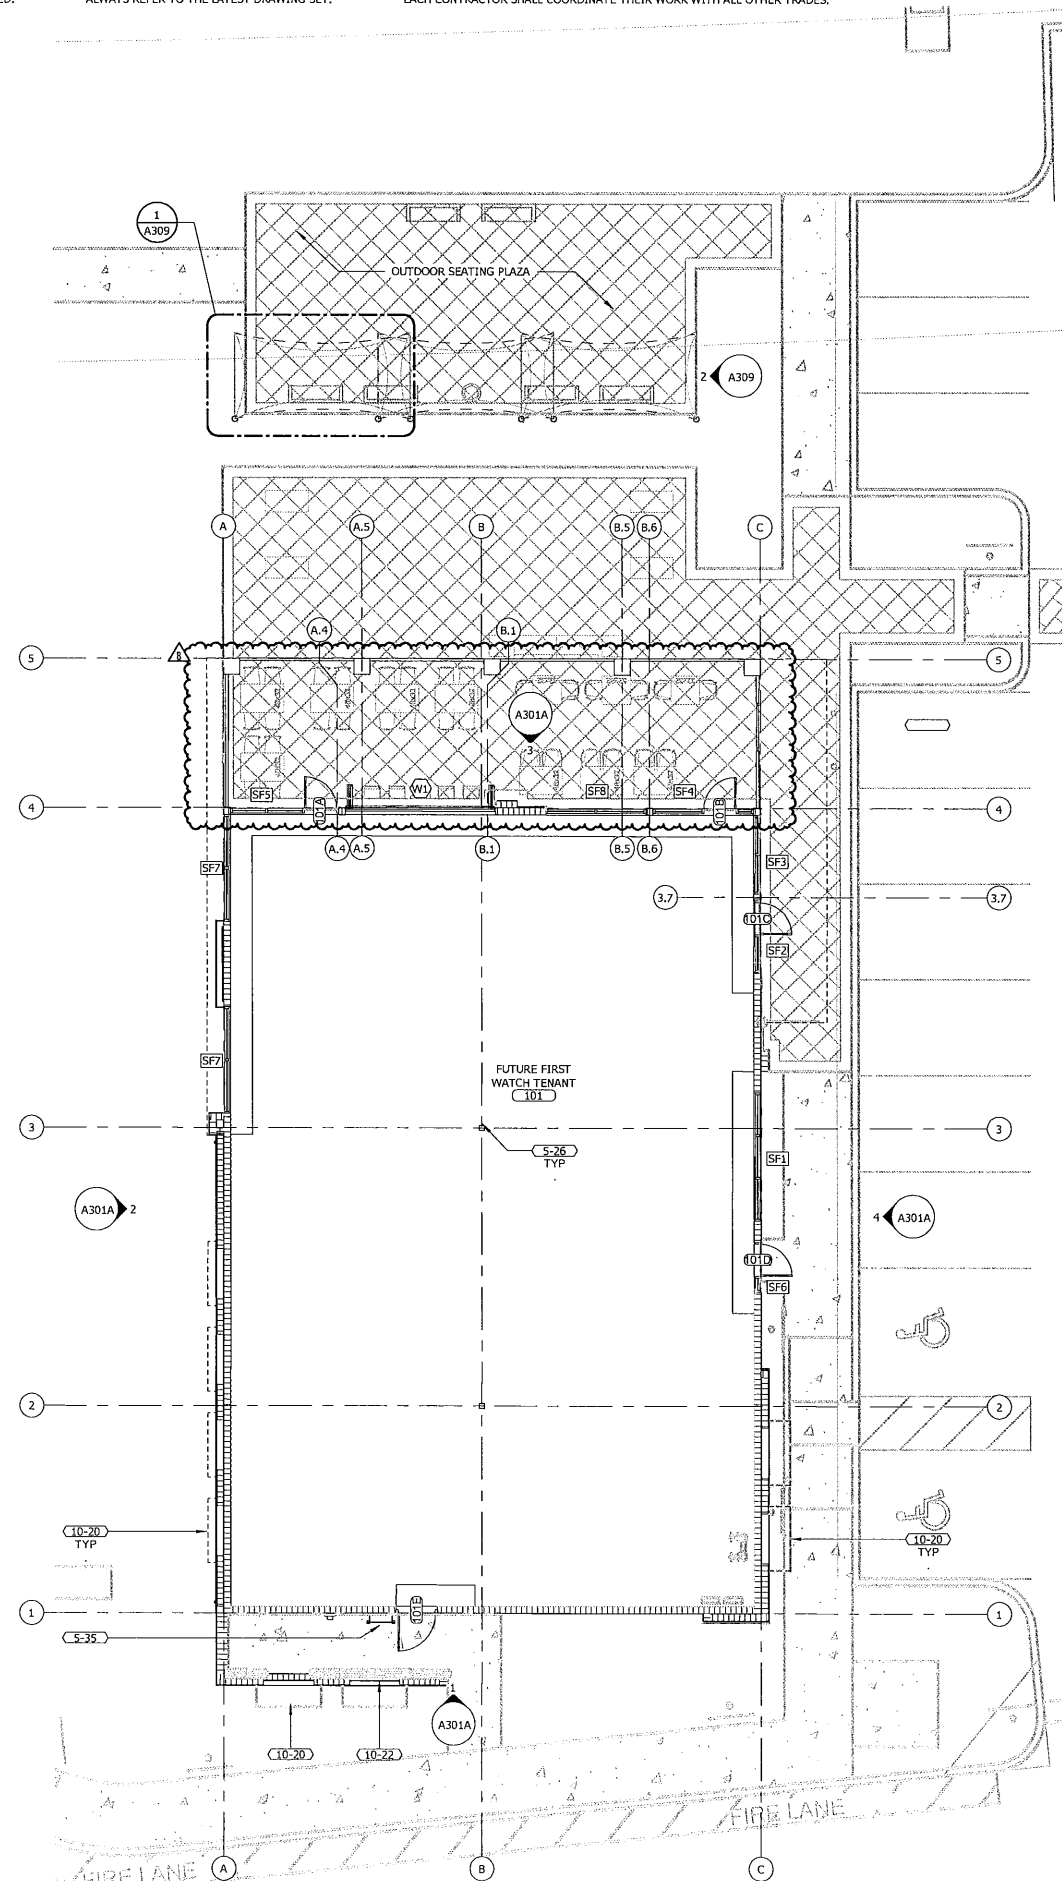 ED. ALWAYS REFER TO THE LATEST DRAWING SET. EACH CONTRACTOR SHALL COORDINATE THEIR WORK WITH ALL OTHER TRADES.
1
A309
OUTDOOR SEATING PLAZA
2 A309
A A.5 B B.5 B.6 C
A.4 B.1
8
5 5
A301A
3
SF5 W1 SF8 SF4
4 101A 101B 4
A.4 A.5 B.1 B.5 B.6
SF7 SF3
3.7 3.7
101C
SF2
SF7
FUTURE FIRST
WATCH TENANT
101
3 3
5-26
TYP
SF1
A301A 2 4 A301A
101D
SF6
2 2
10-20
TYP
10-20
TYP
1 101E 1
5-35
1
A301A
10-20 10-22
FIRE LANE
FIRE LANE
A B C